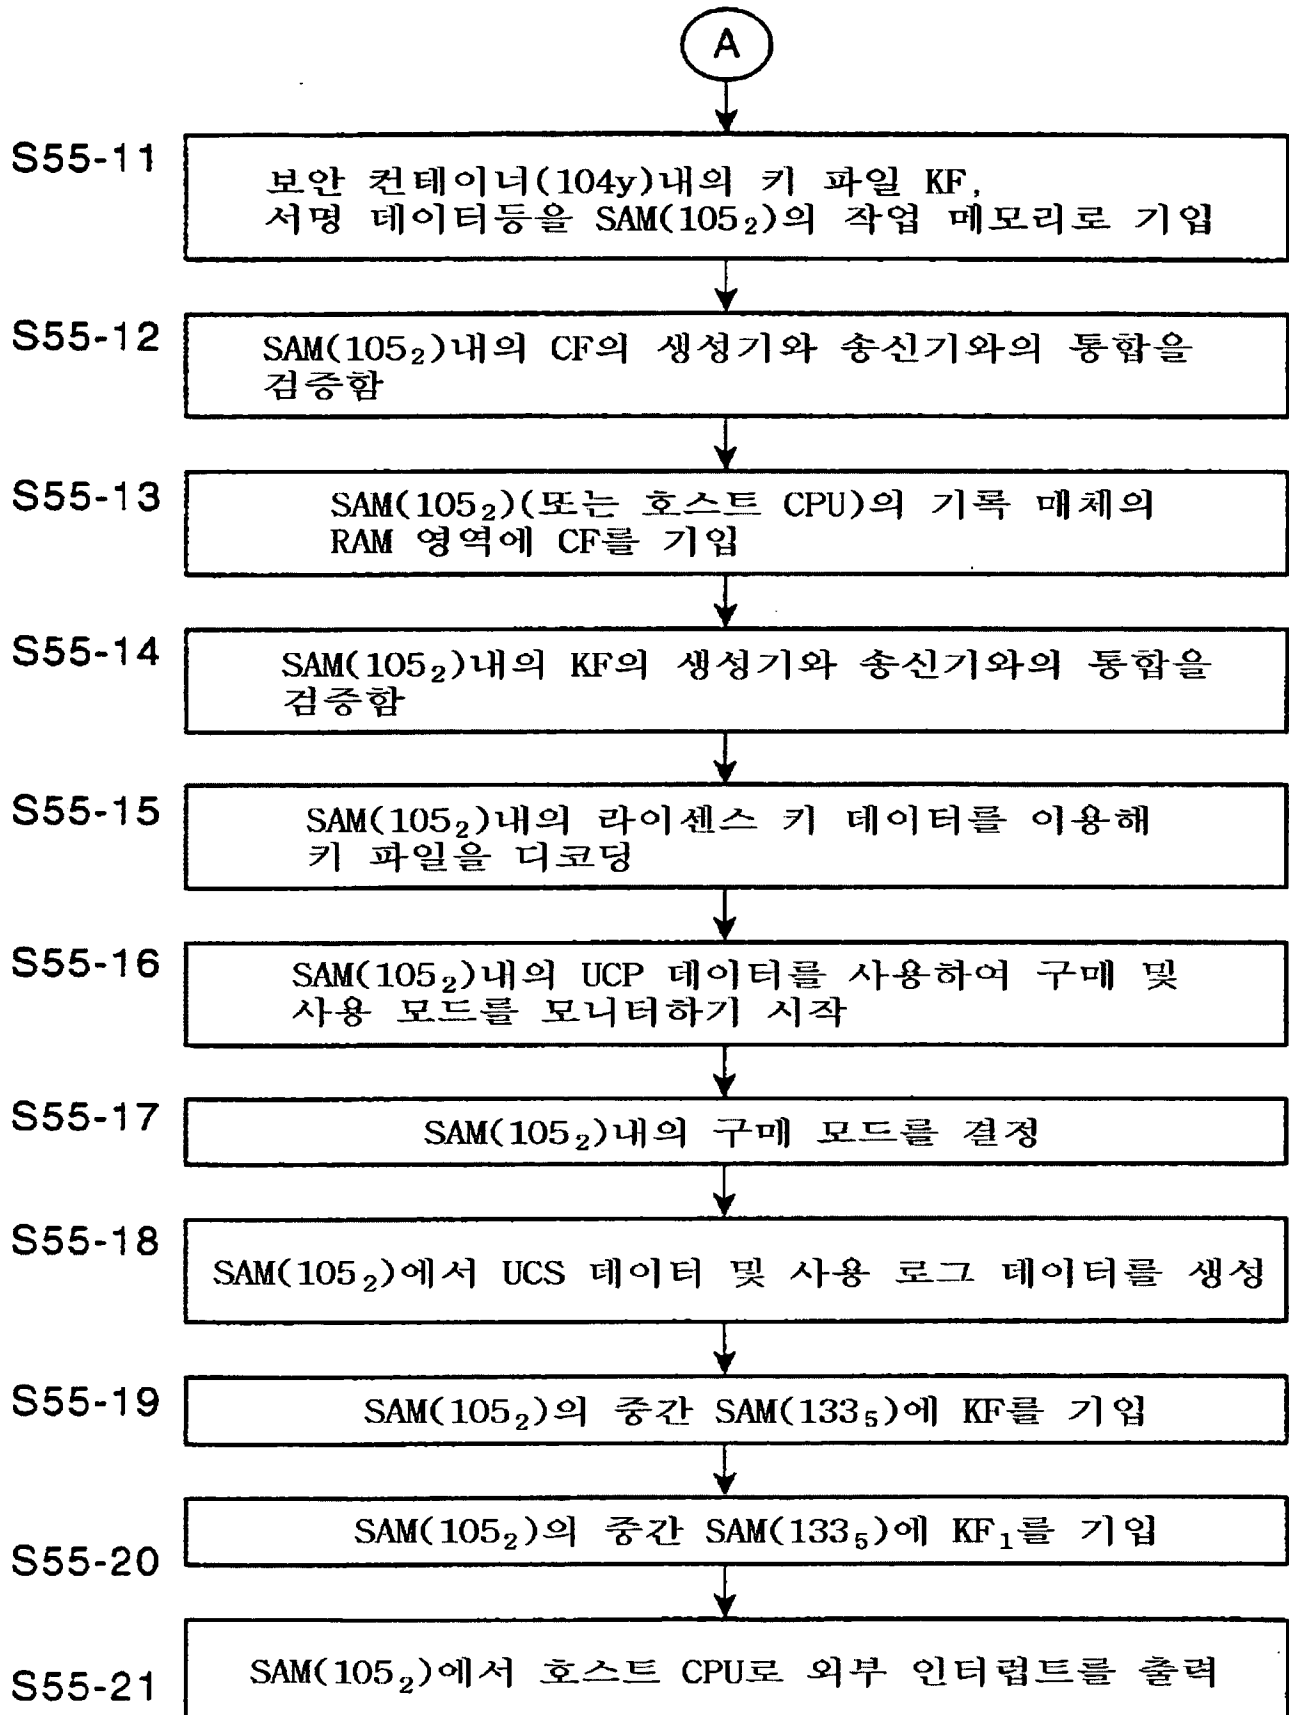 A
S55-11
보안 컨테이너(104y)내의 키 파일 KF,
서명 데이터등을 SAM(105₂)의 작업 메모리로 기입
S55-12
SAM(105₂)내의 CF의 생성기와 송신기와의 통합을
검증함
S55-13
SAM(105₂)(또는 호스트 CPU)의 기록 매체의
RAM 영역에 CF를 기입
S55-14
SAM(105₂)내의 KF의 생성기와 송신기와의 통합을
검증함
S55-15
SAM(105₂)내의 라이센스 키 데이터를 이용해
키 파일을 디코딩
S55-16
SAM(105₂)내의 UCP 데이터를 사용하여 구매 및
사용 모드를 모니터하기 시작
S55-17
SAM(105₂)내의 구매 모드를 결정
S55-18
SAM(105₂)에서 UCS 데이터 및 사용 로그 데이터를 생성
S55-19
SAM(105₂)의 중간 SAM(133₅)에 KF를 기입
S55-20
SAM(105₂)의 중간 SAM(133₅)에 KF₁를 기입
S55-21
SAM(105₂)에서 호스트 CPU로 외부 인터럽트를 출력